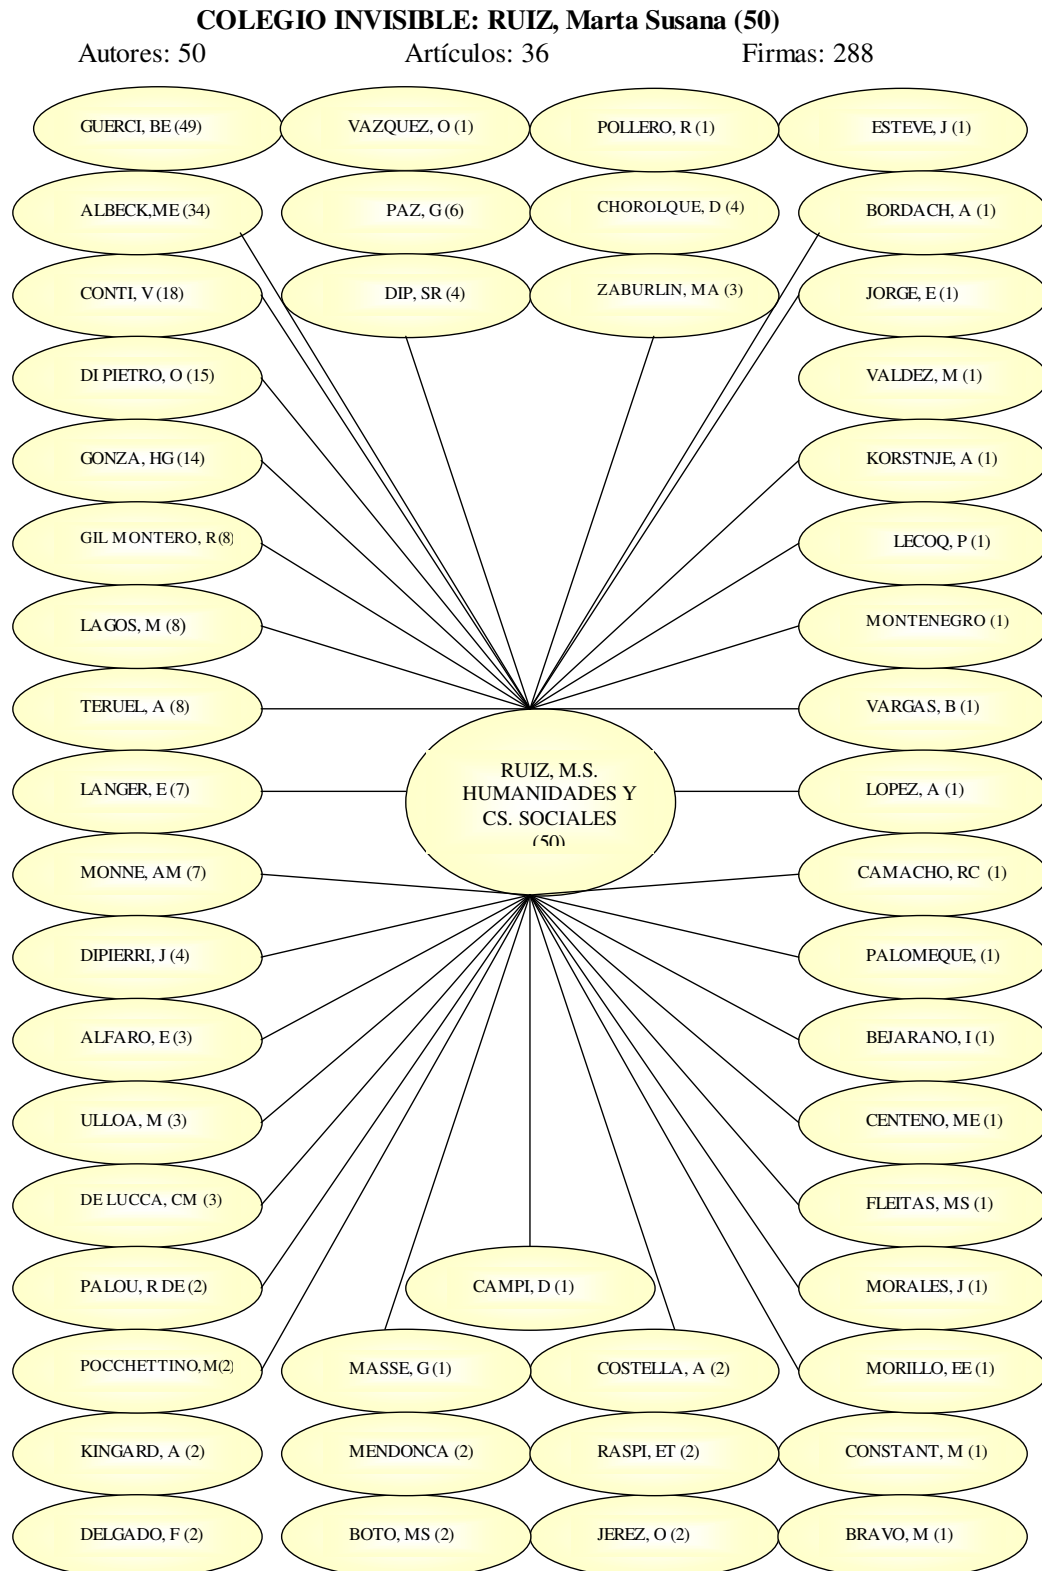 COLEGIO INVISIBLE: RUIZ, Marta Susana (50)
Autores: 50 Artículos: 36 Firmas: 288
GUERCI, BE (49) VAZQUEZ, O (1) POLLERO, R (1) ESTEVE, J (1)
ALBECK,ME (34) PAZ, G (6) CHOROLQUE, D (4) BORDACH, A (1)
CONTI, V (18) DIP, SR (4) ZABURLIN, MA (3) JORGE, E (1)
DI PIETRO, O (15) VALDEZ, M (1)
GONZA, HG (14) KORSTNJE, A (1)
GIL MONTERO, R (8) LECOQ, P (1)
LAGOS, M (8) MONTENEGRO (1)
TERUEL, A (8) VARGAS, B (1)
RUIZ, M.S.
HUMANIDADES Y
CS. SOCIALES
(50)
LANGER, E (7) LOPEZ, A (1)
MONNE, AM (7) CAMACHO, RC (1)
DIPIERRI, J (4) PALOMEQUE, (1)
ALFARO, E (3) BEJARANO, I (1)
ULLOA, M (3) CENTENO, ME (1)
DE LUCCA, CM (3) FLEITAS, MS (1)
PALOU, R DE (2) CAMPI, D (1) MORALES, J (1)
POCCHETTINO, M(2) MASSE, G (1) COSTELLA, A (2) MORILLO, EE (1)
KINGARD, A (2) MENDONCA (2) RASPI, ET (2) CONSTANT, M (1)
DELGADO, F (2) BOTO, MS (2) JEREZ, O (2) BRAVO, M (1)